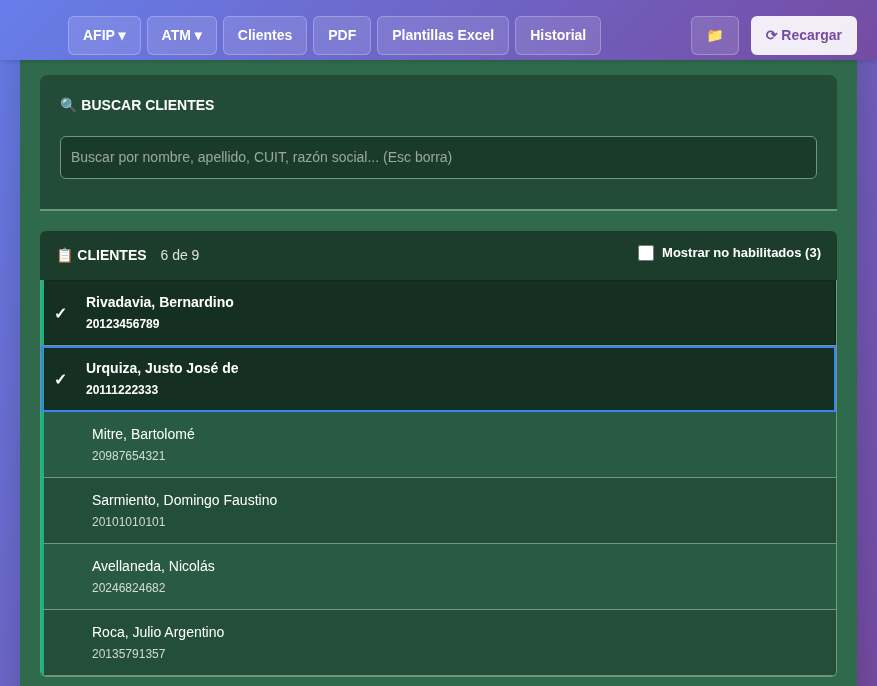 AFIP ▾ ATM ▾ Clientes PDF Plantillas Excel Historial 📁 ⟳ Recargar
🔍 BUSCAR CLIENTES
Buscar por nombre, apellido, CUIT, razón social... (Esc borra)
📋 CLIENTES 6 de 9 Mostrar no habilitados (3)
✓ Rivadavia, Bernardino
20123456789
✓ Urquiza, Justo José de
20111222333
Mitre, Bartolomé
20987654321
Sarmiento, Domingo Faustino
20101010101
Avellaneda, Nicolás
20246824682
Roca, Julio Argentino
20135791357